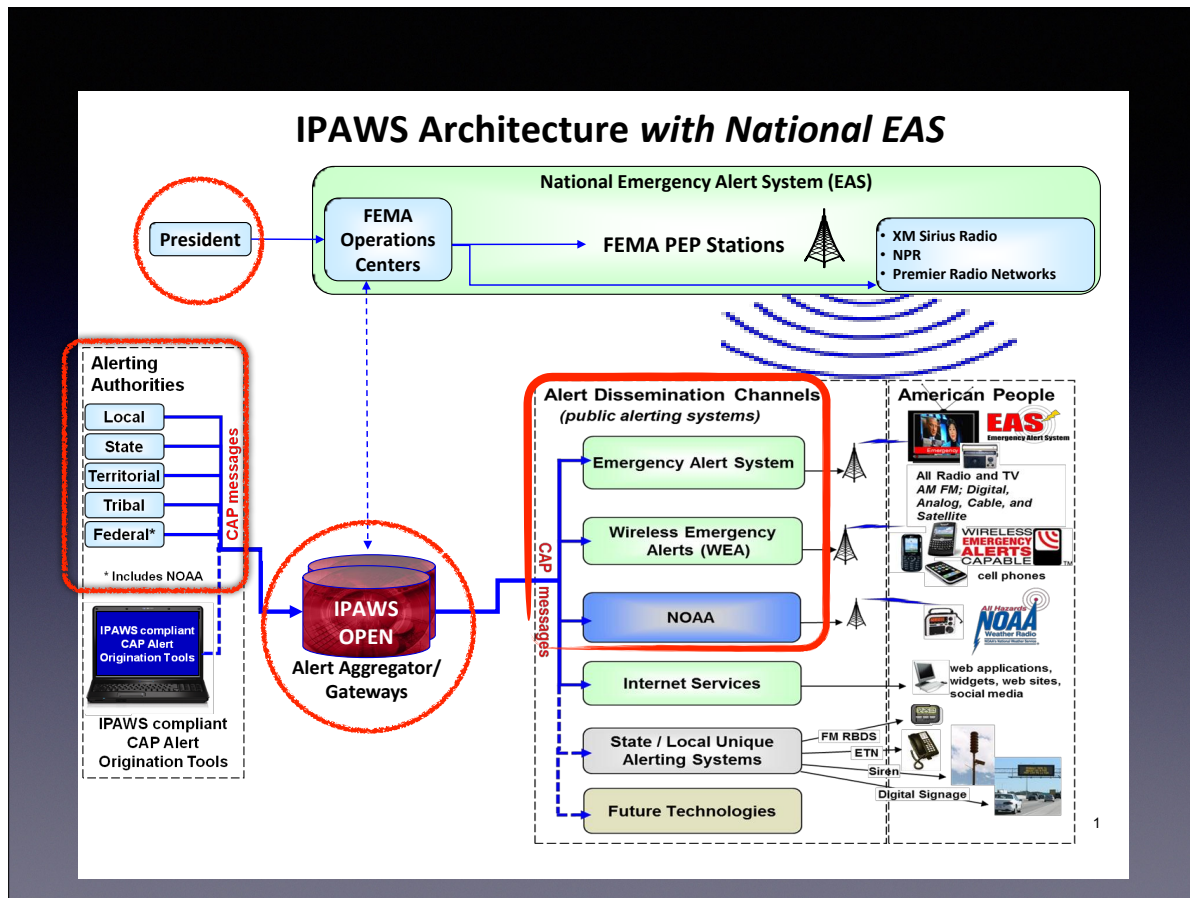 IPAWS Architecture with National EAS
National Emergency Alert System (EAS)
President
FEMA
Operations
Centers
FEMA PEP Stations
• XM Sirius Radio
• NPR
• Premier Radio Networks
Alerting
Authorities
Local
State
Territorial
Tribal
Federal*
* Includes NOAA
CAP messages
IPAWS compliant
CAP Alert
Origination Tools
IPAWS compliant
CAP Alert
Origination Tools
IPAWS
OPEN
Alert Aggregator/
Gateways
CAP messages
Alert Dissemination Channels
(public alerting systems)
Emergency Alert System
Wireless Emergency
Alerts (WEA)
NOAA
Internet Services
State / Local Unique
Alerting Systems
Future Technologies
FM RBDS
ETN
Siren
Digital Signage
American People
Emergency
EAS
Emergency Alert System
All Radio and TV
AM FM; Digital,
Analog, Cable, and
Satellite
WIRELESS
EMERGENCY
ALERTS
CAPABLE
TM
cell phones
All Hazards
NOAA
Weather Radio
web applications,
widgets, web sites,
social media
1